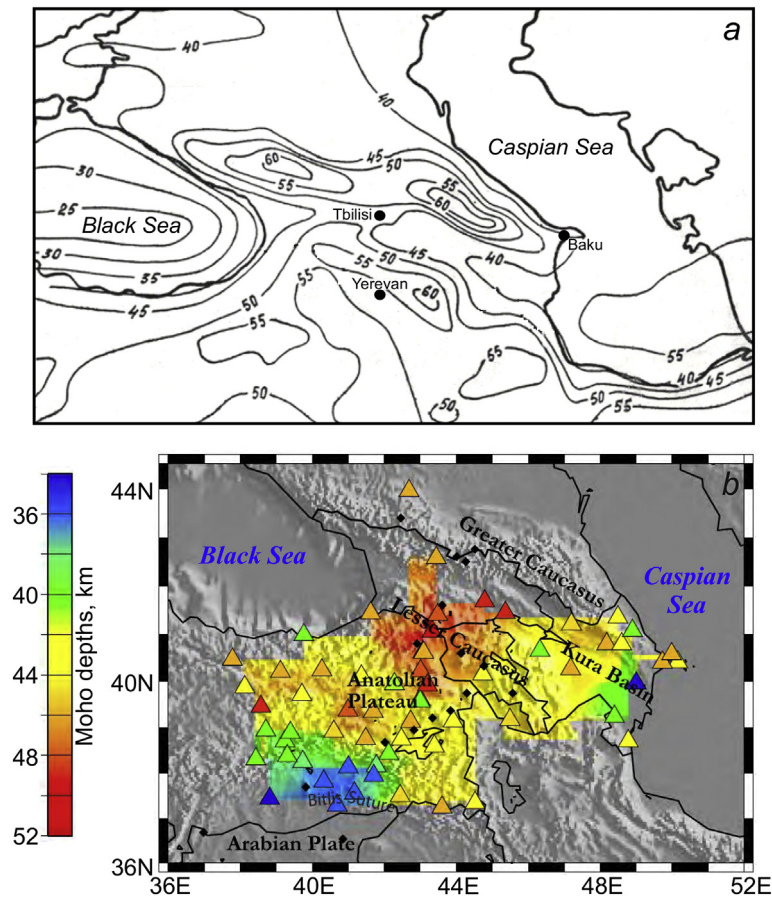 a
40
40
45
50
55
60
55
60
Caspian Sea
30
25
Black Sea
30
35
45
Tbilisi
Baku
45
50
40
55
50
55
Yerevan
60
55
65
55
40
45
50
55
50
50
b
44N
40N
36N
36
40
44
48
52
Moho depths, km
Black Sea
Greater Caucasus
Caspian
Sea
Lesser Caucasus
Kura Basin
Anatolian
Plateau
Bitlis Suture
Arabian Plate
36E
40E
44E
48E
52E